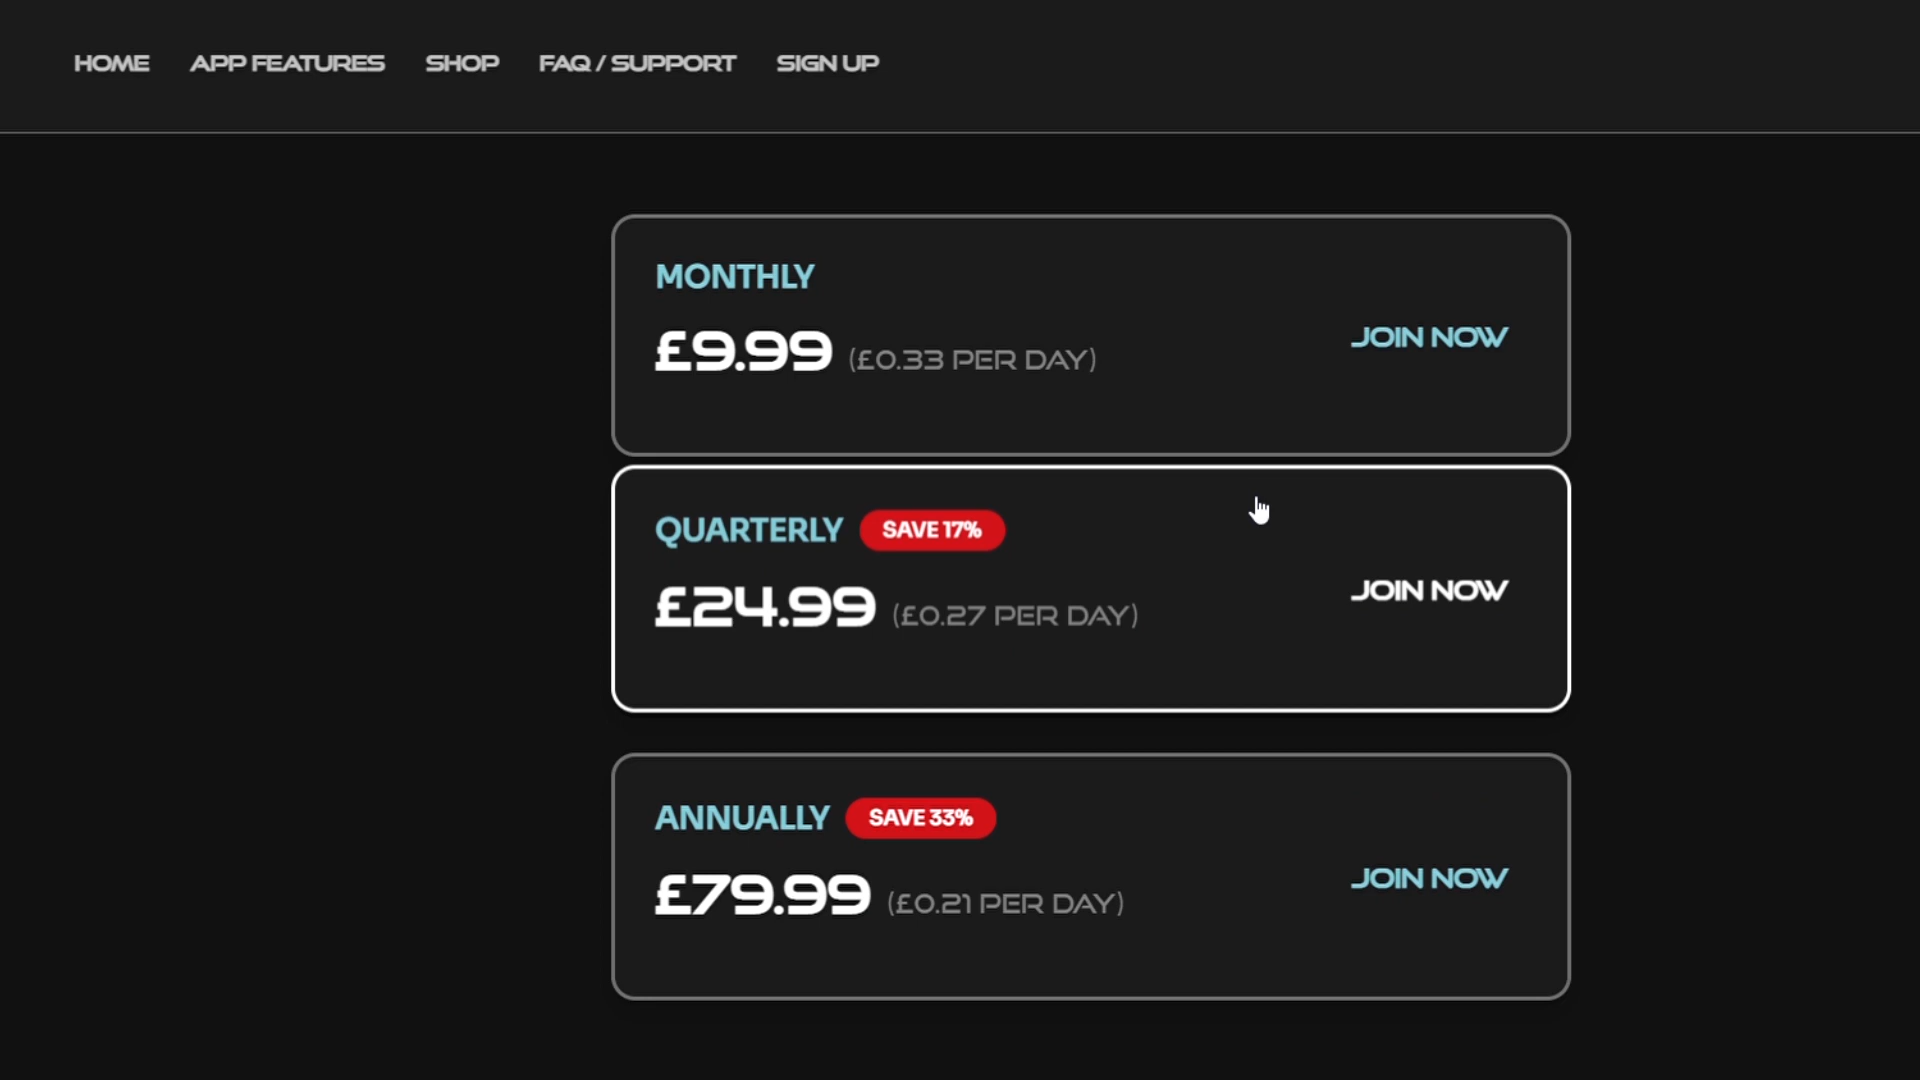 HOME APP FEATURES SHOP FAQ / SUPPORT SIGN UP
MONTHLY
£9.99 (£0.33 PER DAY)
JOIN NOW
QUARTERLY SAVE 17%
£24.99 (£0.27 PER DAY)
JOIN NOW
ANNUALLY SAVE 33%
£79.99 (£0.21 PER DAY)
JOIN NOW